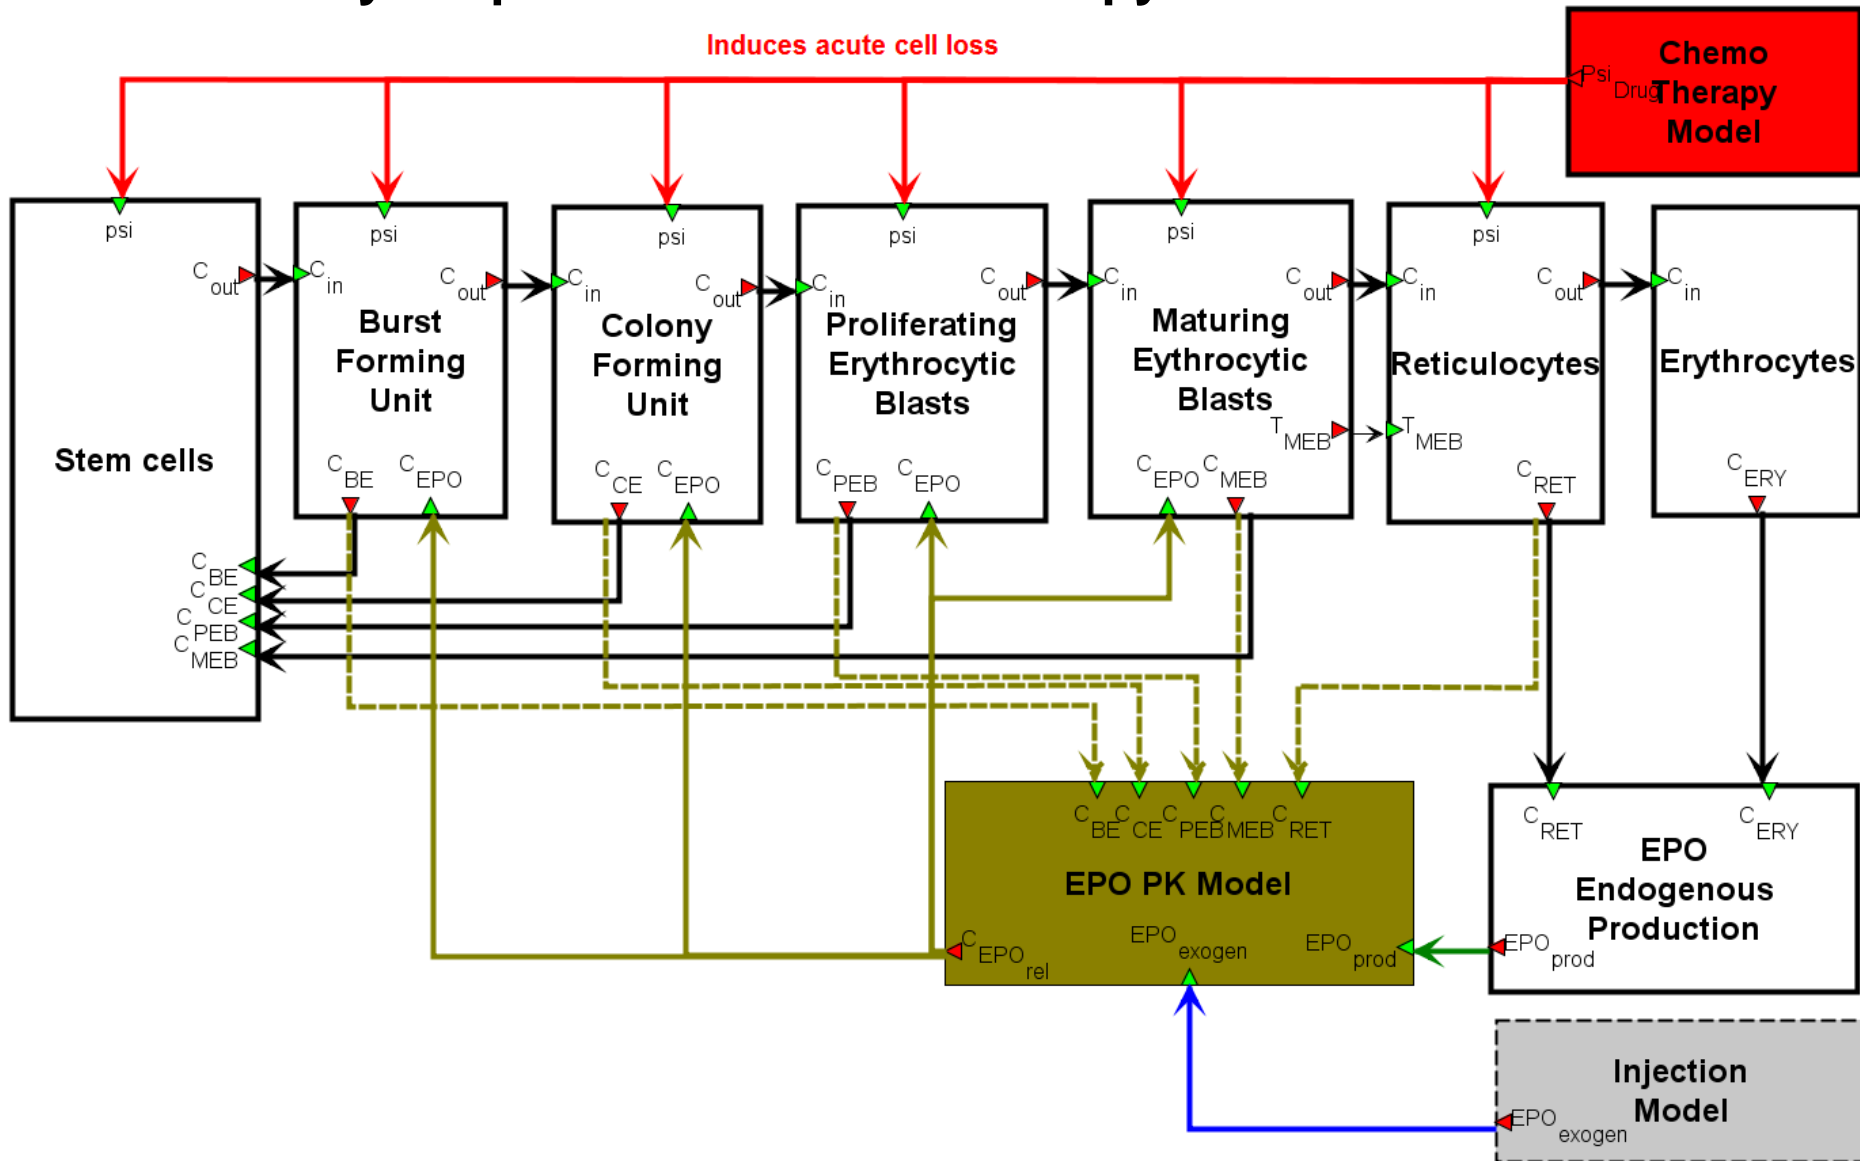 Induces acute cell loss
Chemo
Therapy
Model
Psi Drug
psi
psi
psi
psi
psi
psi
C out
C in
C out
C in
C out
C in
C out
C in
C out
C in
C out
C in
Burst
Forming
Unit
Colony
Forming
Unit
Proliferating
Erythrocytic
Blasts
Maturing
Eythrocytic
Blasts
Reticulocytes
Erythrocytes
T MEB
T MEB
Stem cells
C BE
C EPO
C CE
C EPO
C PEB
C EPO
C EPO
C MEB
C RET
C ERY
C BE
C CE
C PEB
C MEB
C BE
C CE
C PEB
C MEB
C RET
EPO PK Model
C EPO rel
EPO exogen
EPO prod
C RET
C ERY
EPO
Endogenous
Production
EPO prod
Injection
Model
EPO exogen